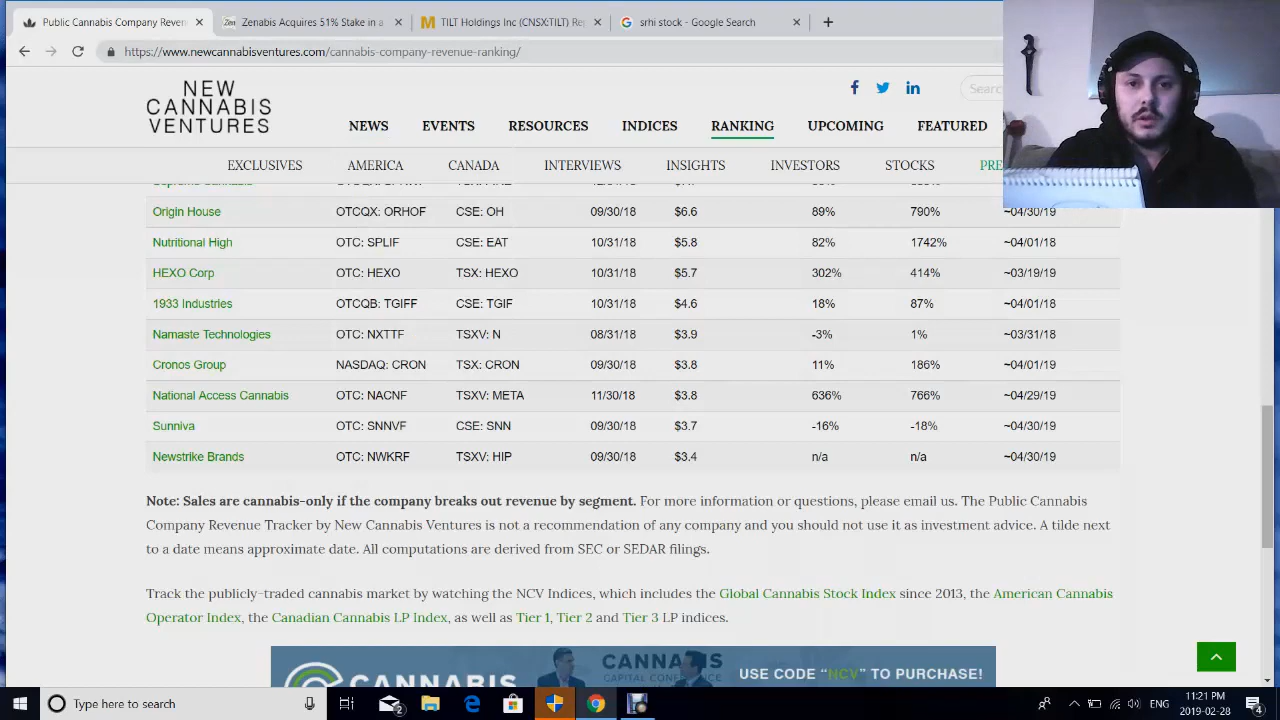 Public Cannabis Company Reven
Zenabis Acquires 51% Stake in a
TILT Holdings Inc (CNSX:TILT) Re
srhi stock - Google Search
https://www.newcannabisventures.com/cannabis-company-revenue-ranking/
NEW
CANNABIS
VENTURES
Search
NEWS EVENTS RESOURCES INDICES RANKING UPCOMING FEATURED
EXCLUSIVES AMERICA CANADA INTERVIEWS INSIGHTS INVESTORS STOCKS PRE
Origin House OTCQX: ORHOF CSE: OH 09/30/18 $6.6 89% 790% ~04/30/19
Nutritional High OTC: SPLIF CSE: EAT 10/31/18 $5.8 82% 1742% ~04/01/18
HEXO Corp OTC: HEXO TSX: HEXO 10/31/18 $5.7 302% 414% ~03/19/19
1933 Industries OTCQB: TGIFF CSE: TGIF 10/31/18 $4.6 18% 87% ~04/01/18
Namaste Technologies OTC: NXTTF TSXV: N 08/31/18 $3.9 -3% 1% ~03/31/18
Cronos Group NASDAQ: CRON TSX: CRON 09/30/18 $3.8 11% 186% ~04/01/19
National Access Cannabis OTC: NACNF TSXV: META 11/30/18 $3.8 636% 766% ~04/29/19
Sunniva OTC: SNNVF CSE: SNN 09/30/18 $3.7 -16% -18% ~04/30/19
Newstrike Brands OTC: NWKRF TSXV: HIP 09/30/18 $3.4 n/a n/a ~04/30/19
Note: Sales are cannabis-only if the company breaks out revenue by segment. For more information or questions, please email us. The Public Cannabis
Company Revenue Tracker by New Cannabis Ventures is not a recommendation of any company and you should not use it as investment advice. A tilde next
to a date means approximate date. All computations are derived from SEC or SEDAR filings.
Track the publicly-traded cannabis market by watching the NCV Indices, which includes the Global Cannabis Stock Index since 2013, the American Cannabis
Operator Index, the Canadian Cannabis LP Index, as well as Tier 1, Tier 2 and Tier 3 LP indices.
CANNABIS
CANNABIS
CAPITAL CONFERENCE
USE CODE “NCV” TO PURCHASE!
Type here to search
2
ENG
11:21 PM
2019-02-28
4